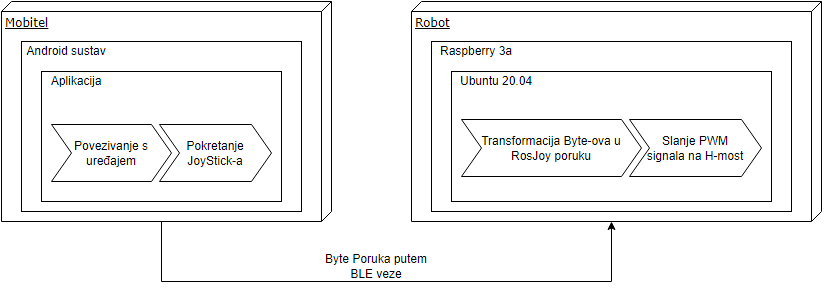 Mobitel
Android sustav
Aplikacija
Povezivanje s
uređajem
Pokretanje
JoyStick-a
Robot
Raspberry 3a
Ubuntu 20.04
Transformacija Byte-ova u
RosJoy poruku
Slanje PWM
signala na H-most
Byte Poruka putem
BLE veze